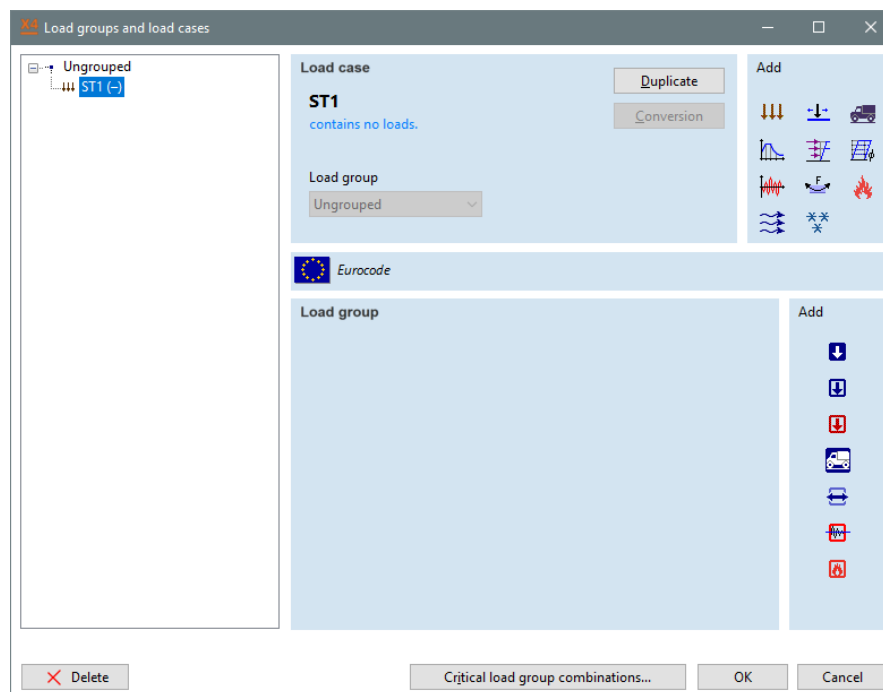 X4 Load groups and load cases
Ungrouped
ST1 (–)
Load case
ST1
contains no loads.
Duplicate
Conversion
Load group
Ungrouped
Add
F
ϕ
Eurocode
Load group
Add
Delete
Critical load group combinations...
OK
Cancel